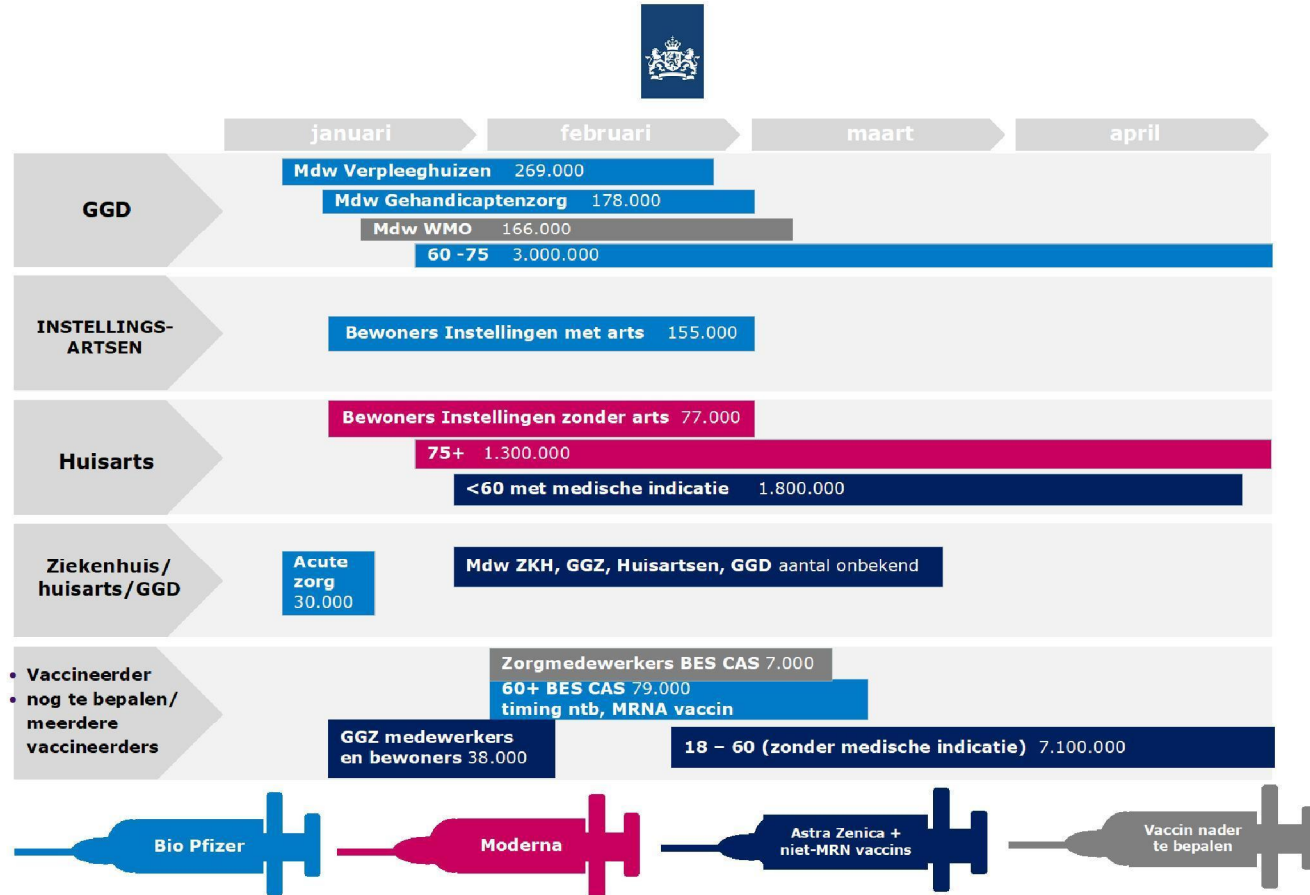 januari februari maart april
GGD
Mdw Verpleeghuizen 269.000
Mdw Gehandicaptenzorg 178.000
Mdw WMO 166.000
60 -75 3.000.000
INSTELLINGS-
ARTSEN
Bewoners Instellingen met arts 155.000
Huisarts
Bewoners Instellingen zonder arts 77.000
75+ 1.300.000
<60 met medische indicatie 1.800.000
Ziekenhuis/
huisarts/GGD
Acute
zorg
30.000
Mdw ZKH, GGZ, Huisartsen, GGD aantal onbekend
• Vaccineerder
• nog te bepalen/
meerdere
vaccineerders
Zorgmedewerkers BES CAS 7.000
60+ BES CAS 79.000
timing ntb, MRNA vaccin
GGZ medewerkers
en bewoners 38.000
18 – 60 (zonder medische indicatie) 7.100.000
Bio Pfizer
Moderna
Astra Zenica +
niet-MRN vaccins
Vaccin nader
te bepalen